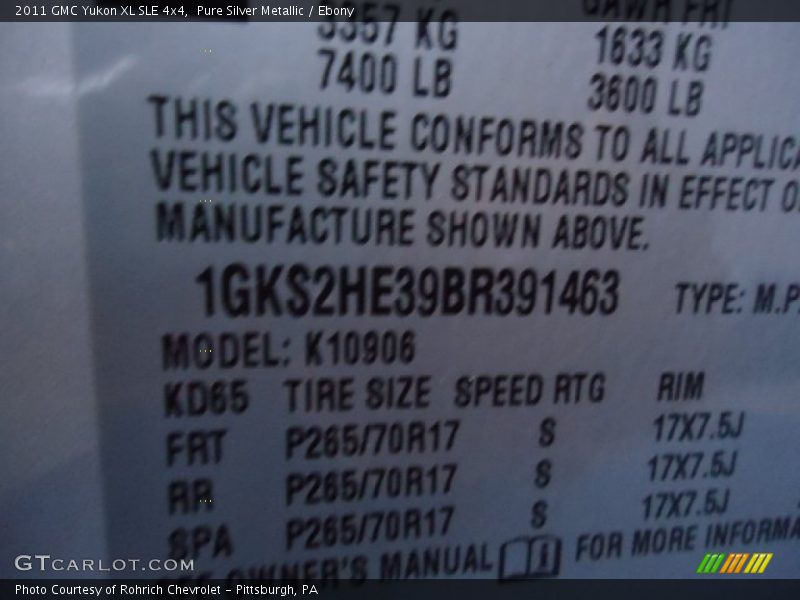 2011 GMC Yukon XL SLE 4x4, Pure Silver Metallic / Ebony
GAWR FRT
3357 KG 1633 KG
7400 LB 3600 LB
THIS VEHICLE CONFORMS TO ALL
VEHICLE SAFETY STANDARDS IN EFFECT
MANUFACTURE SHOWN ABOVE.
1GKS2HE39BR391463 TYPE:
MODEL: K10906
KD65 TIRE SIZE SPEED RTG RIM
FRT P265/70R17 S 17X7.5J
RR P265/70R17 S 17X7.5J
SPA P265/70R17 S 17X7.5J
OWNER'S MANUAL FOR MORE
GTCARLOT.COM
Photo Courtesy of Rohrich Chevrolet - Pittsburgh, PA